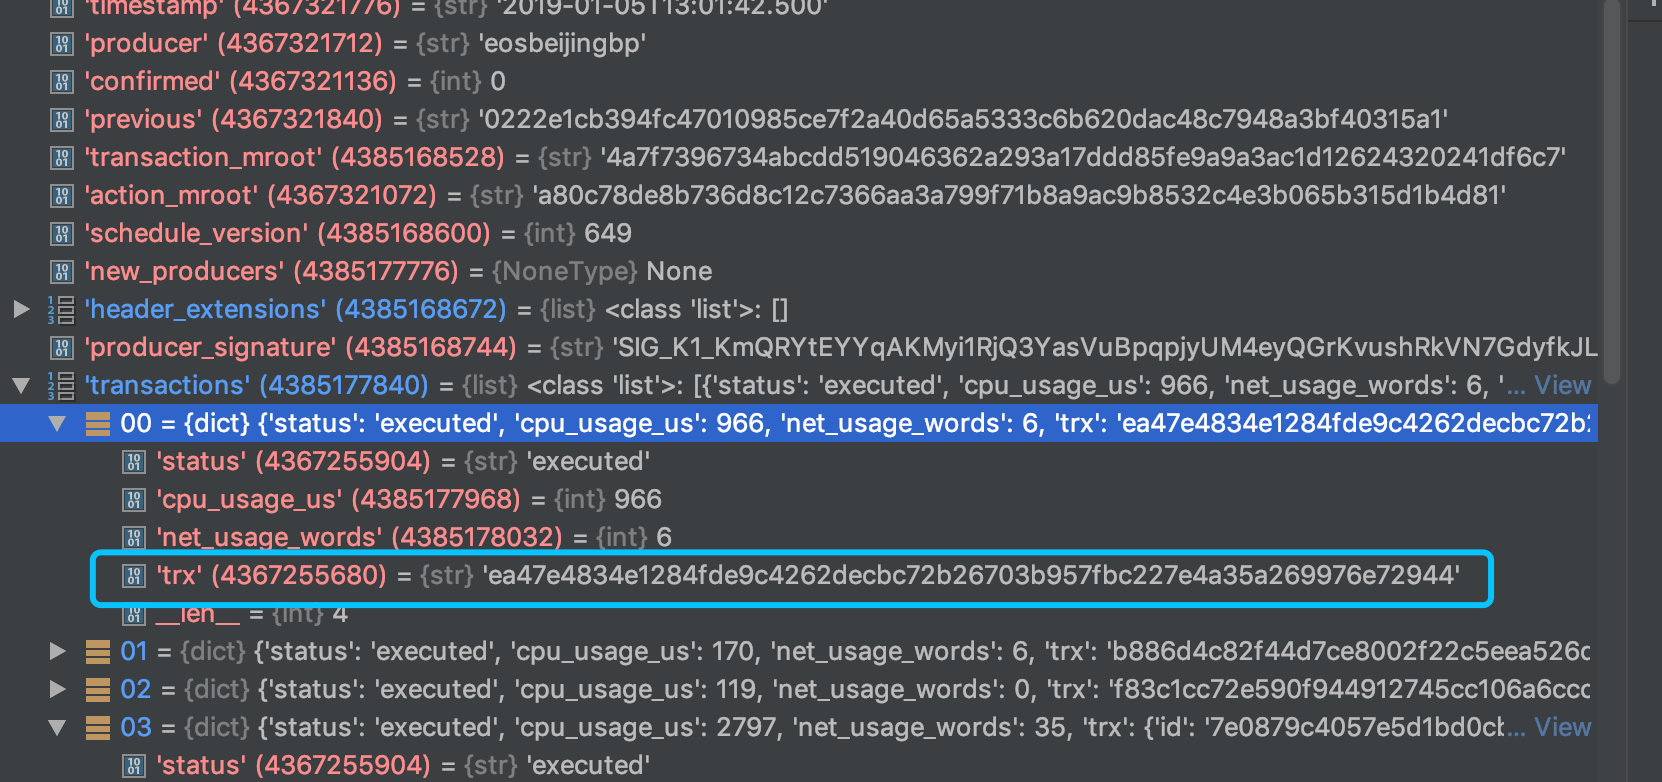 'timestamp' (4367321776) = {str} '2019-01-05T13:01:42.500'
'producer' (4367321712) = {str} 'eosbeijingbp'
'confirmed' (4367321136) = {int} 0
'previous' (4367321840) = {str} '0222e1cb394fc47010985ce7f2a40d65a5333c6b620dac48c7948a3bf40315a1'
'transaction_mroot' (4385168528) = {str} '4a7f7396734abcdd519046362a293a17ddd85fe9a9a3ac1d12624320241df6c7'
'action_mroot' (4367321072) = {str} 'a80c78de8b736d8c12c7366aa3a799f71b8a9ac9b8532c4e3b065b315d1b4d81'
'schedule_version' (4385168600) = {int} 649
'new_producers' (4385177776) = {NoneType} None
'header_extensions' (4385168672) = {list} <class 'list'>: []
'producer_signature' (4385168744) = {str} 'SIG_K1_KmQRYtEYYqAKMyi1RjQ3YasVuBpqpjyUM4eyQGrKvushRkVN7GdyfkJL
'transactions' (4385177840) = {list} <class 'list'>: [{'status': 'executed', 'cpu_usage_us': 966, 'net_usage_words': 6, '... View
00 = {dict} {'status': 'executed', 'cpu_usage_us': 966, 'net_usage_words': 6, 'trx': 'ea47e4834e1284fde9c4262decbc72b2
'status' (4367255904) = {str} 'executed'
'cpu_usage_us' (4385177968) = {int} 966
'net_usage_words' (4385178032) = {int} 6
'trx' (4367255680) = {str} 'ea47e4834e1284fde9c4262decbc72b26703b957fbc227e4a35a269976e72944'
__len__ = {int} 4
01 = {dict} {'status': 'executed', 'cpu_usage_us': 170, 'net_usage_words': 6, 'trx': 'b886d4c82f44d7ce8002f22c5eea526c
02 = {dict} {'status': 'executed', 'cpu_usage_us': 119, 'net_usage_words': 0, 'trx': 'f83c1cc72e590f944912745cc106a6ccc
03 = {dict} {'status': 'executed', 'cpu_usage_us': 2797, 'net_usage_words': 35, 'trx': {'id': '7e0879c4057e5d1bd0cb... View
'status' (4367255904) = {str} 'executed'